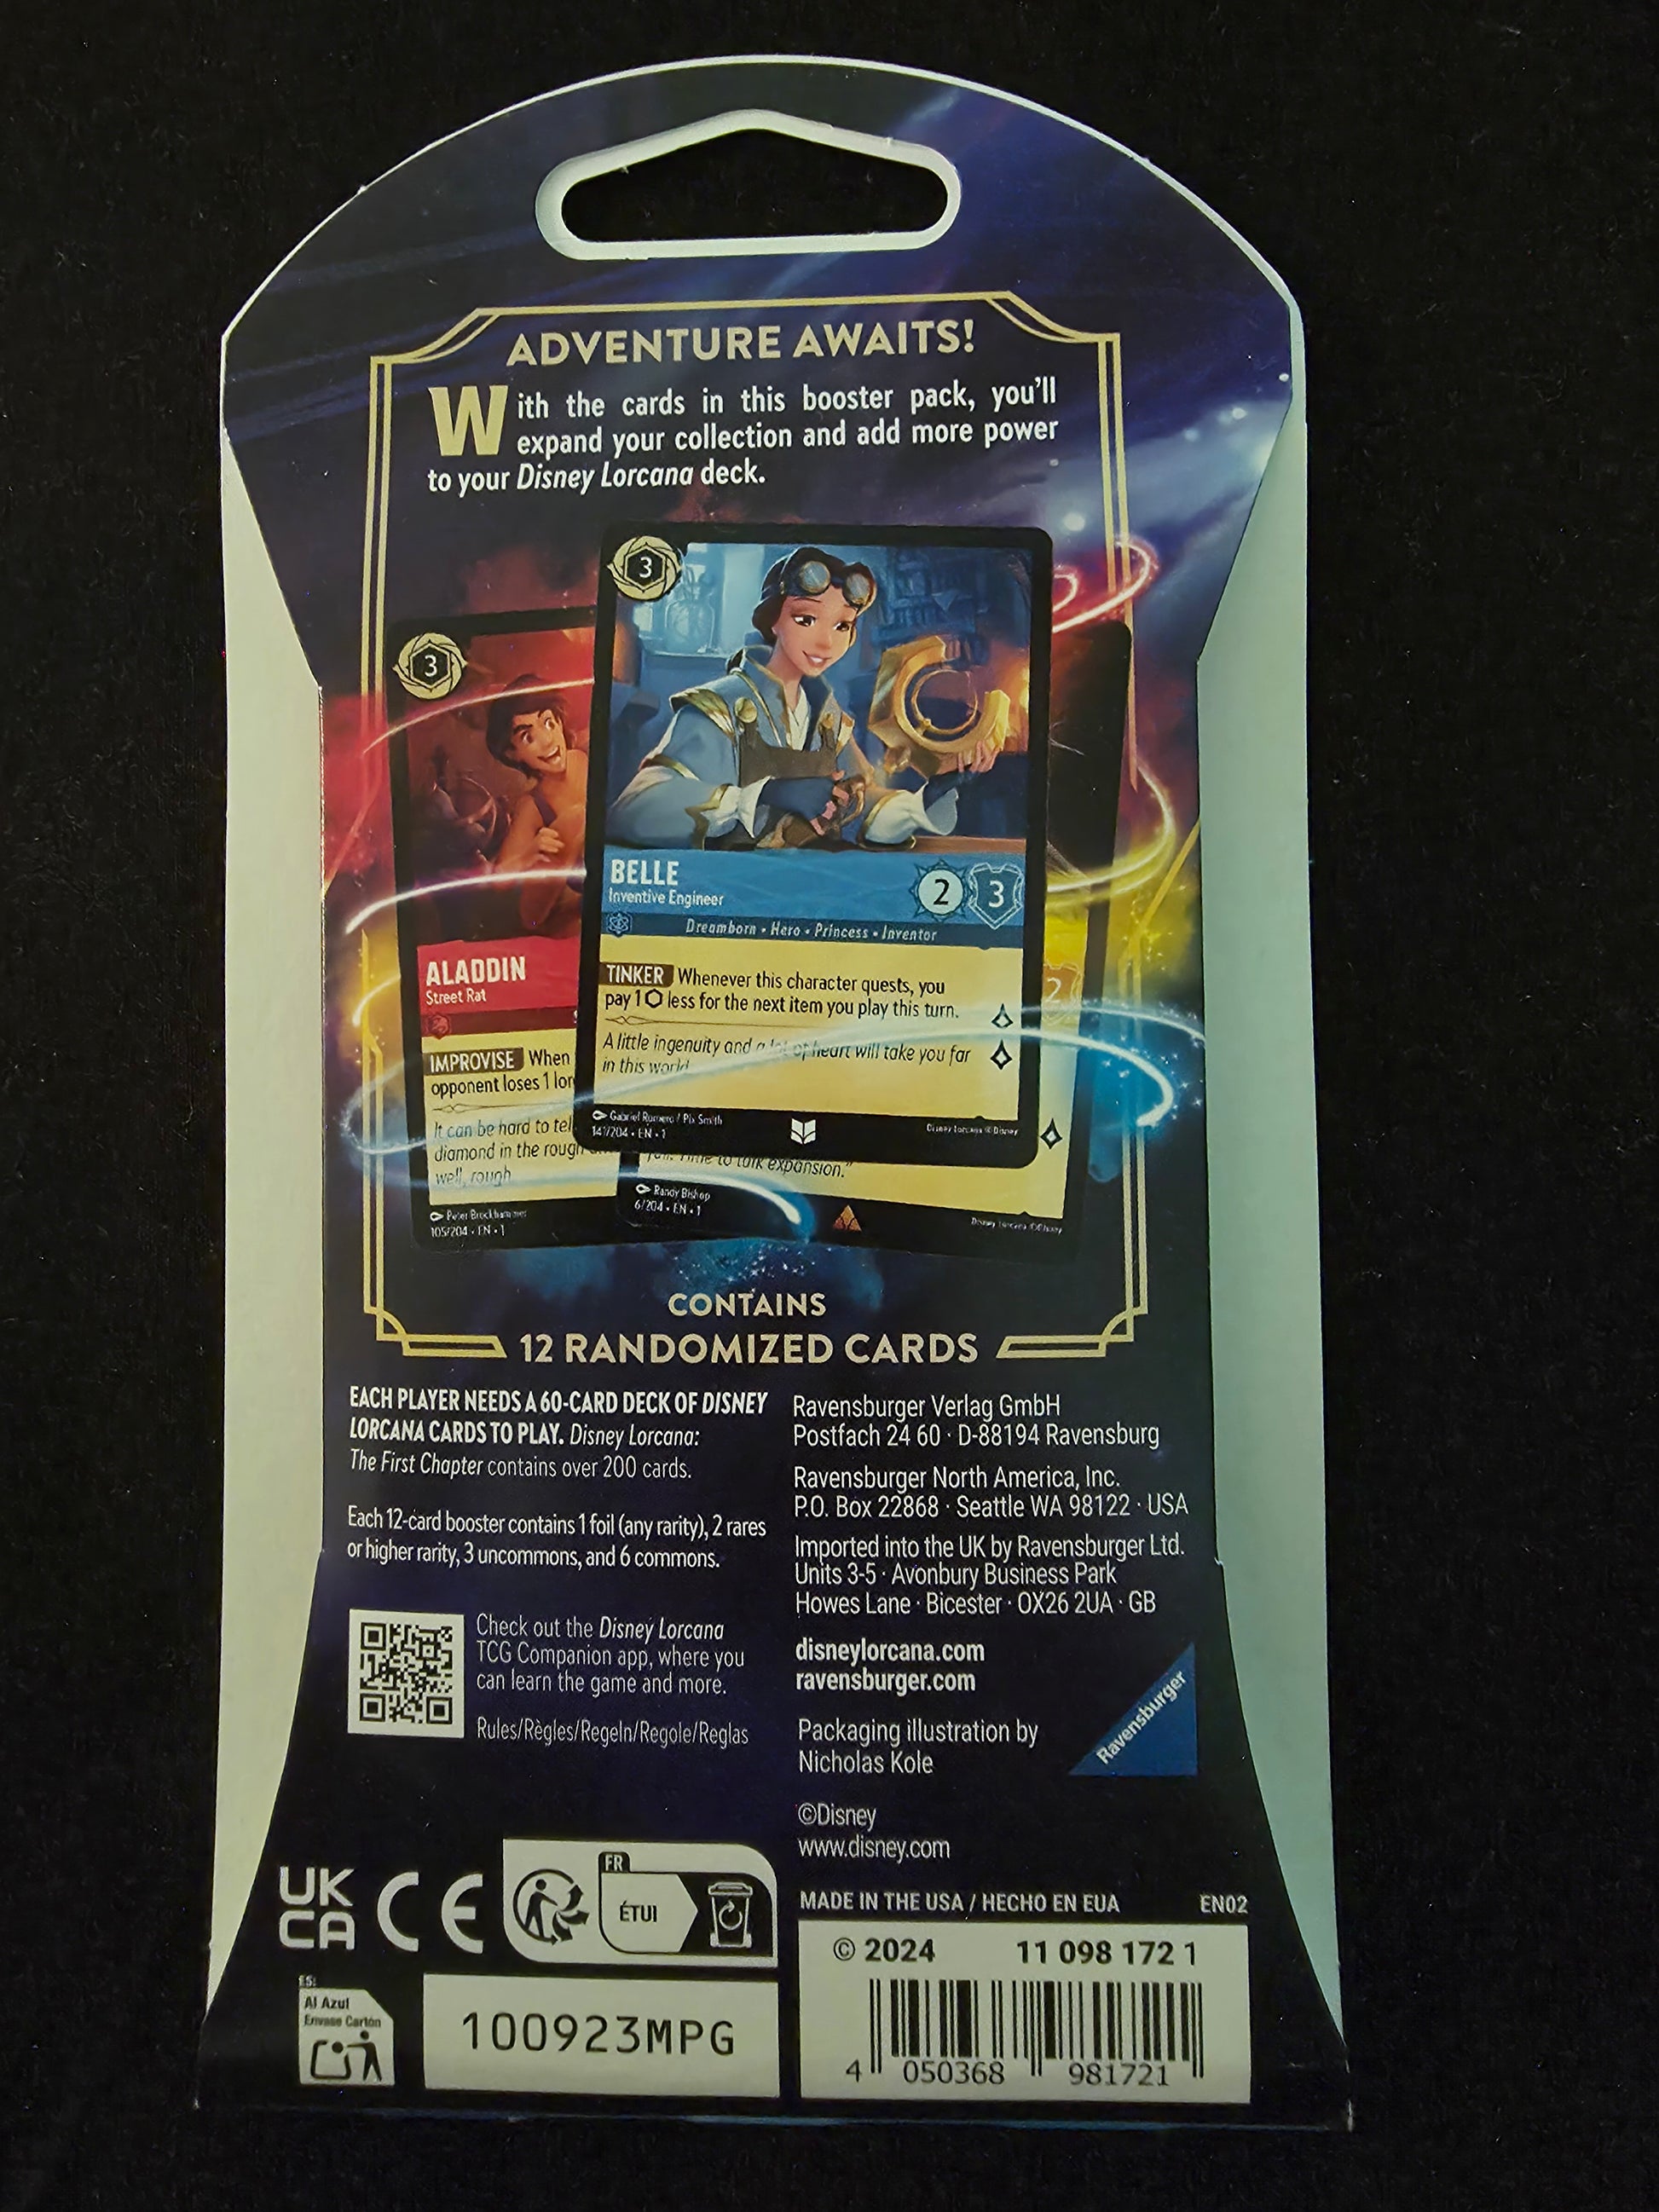 ADVENTURE AWAITS!
With the cards in this booster pack, you'll
expand your collection and add more power
to your Disney Lorcana deck.
3
BELLE
Inventive Engineer
2
3
Dreamborn • Hero • Princess • Inventor
TINKER Whenever this character quests, you
pay 1 less for the next item you play this turn.
A little ingenuity and a lot of heart will take you far
in this world.
Gabriel Romero / Pix Smith
141/204 • EN • 1
Disney Lorcana ©Disney
3
ALADDIN
Street Rat
IMPROVISE When
opponent loses 1 lor
It can be hard to tell
diamond in the rough
well, rough
Peter Brockhammer
105/204 • EN • 1
2
Time to talk expansion."
Randy Bishop
6/204 • EN • 1
Disney Lorcana ©Disney
CONTAINS
12 RANDOMIZED CARDS
EACH PLAYER NEEDS A 60-CARD DECK OF DISNEY
LORCANA CARDS TO PLAY. Disney Lorcana:
The First Chapter contains over 200 cards.
Each 12-card booster contains 1 foil (any rarity), 2 rares
or higher rarity, 3 uncommons, and 6 commons.
Check out the Disney Lorcana
TCG Companion app, where you
can learn the game and more.
Rules/Règles/Regeln/Regole/Reglas
Ravensburger Verlag GmbH
Postfach 24 60 · D-88194 Ravensburg
Ravensburger North America, Inc.
P.O. Box 22868 · Seattle WA 98122 · USA
Imported into the UK by Ravensburger Ltd.
Units 3-5 · Avonbury Business Park
Howes Lane · Bicester · OX26 2UA · GB
disneylorcana.com
ravensburger.com
Ravensburger
Packaging illustration by
Nicholas Kole
©Disney
www.disney.com
UK
CA
CE
FR
ÉTUI
MADE IN THE USA / HECHO EN EUA EN02
© 2024 11 098 172 1
4 050368 981721
ES:
Al Azul
Envase Cartón
100923MPG